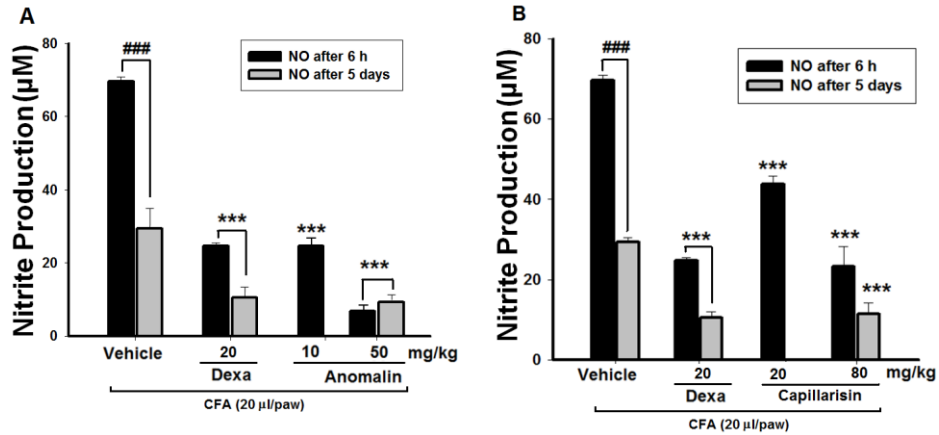 A
Nitrite Production (µM)
80
60
40
20
0
###
NO after 6 h
NO after 5 days
***
***
***
Vehicle
20
10
50
mg/kg
Dexa
Anomalin
CFA (20 µl/paw)
B
Nitrite Production (µM)
80
60
40
20
0
###
NO after 6 h
NO after 5 days
***
***
***
***
Vehicle
20
20
80
mg/kg
Dexa
Capillarisin
CFA (20 µl/paw)